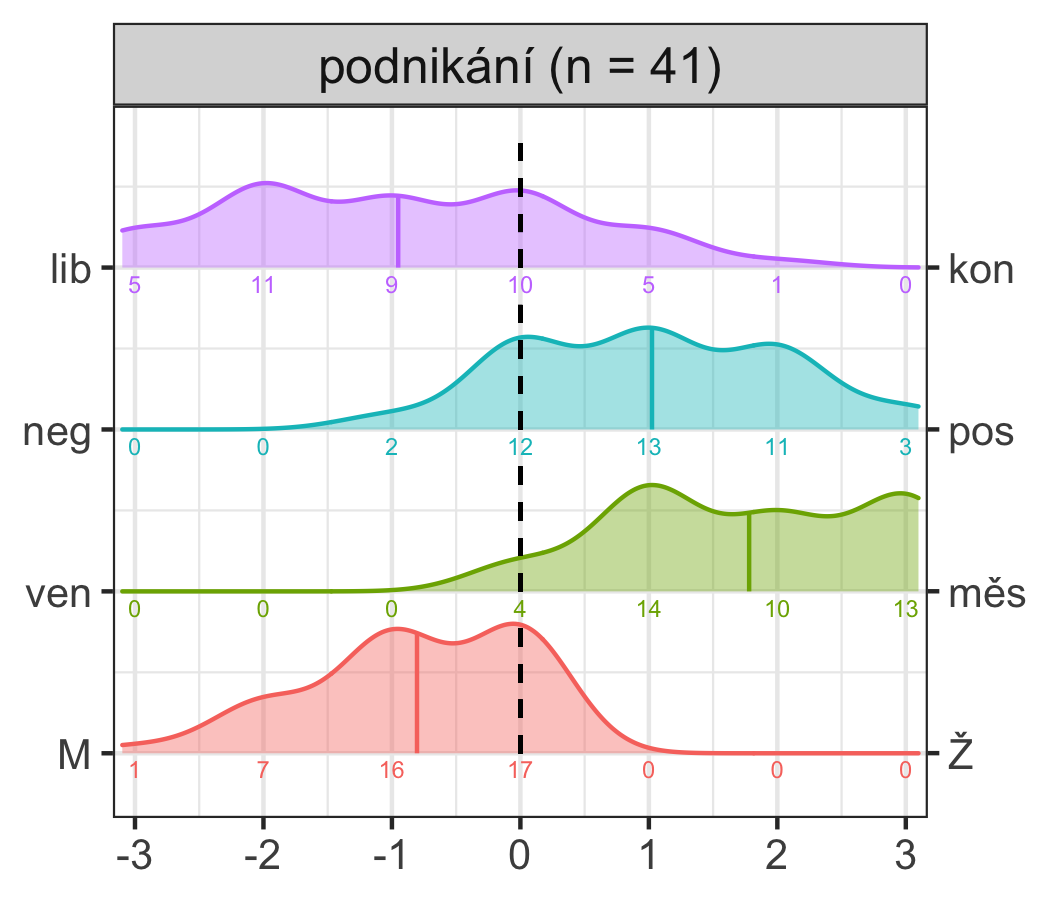 podnikání (n = 41)
lib kon
5 11 9 10 5 1 0
neg pos
0 0 2 12 13 11 3
ven měs
0 0 0 4 14 10 13
M Ž
1 7 16 17 0 0 0
-3 -2 -1 0 1 2 3